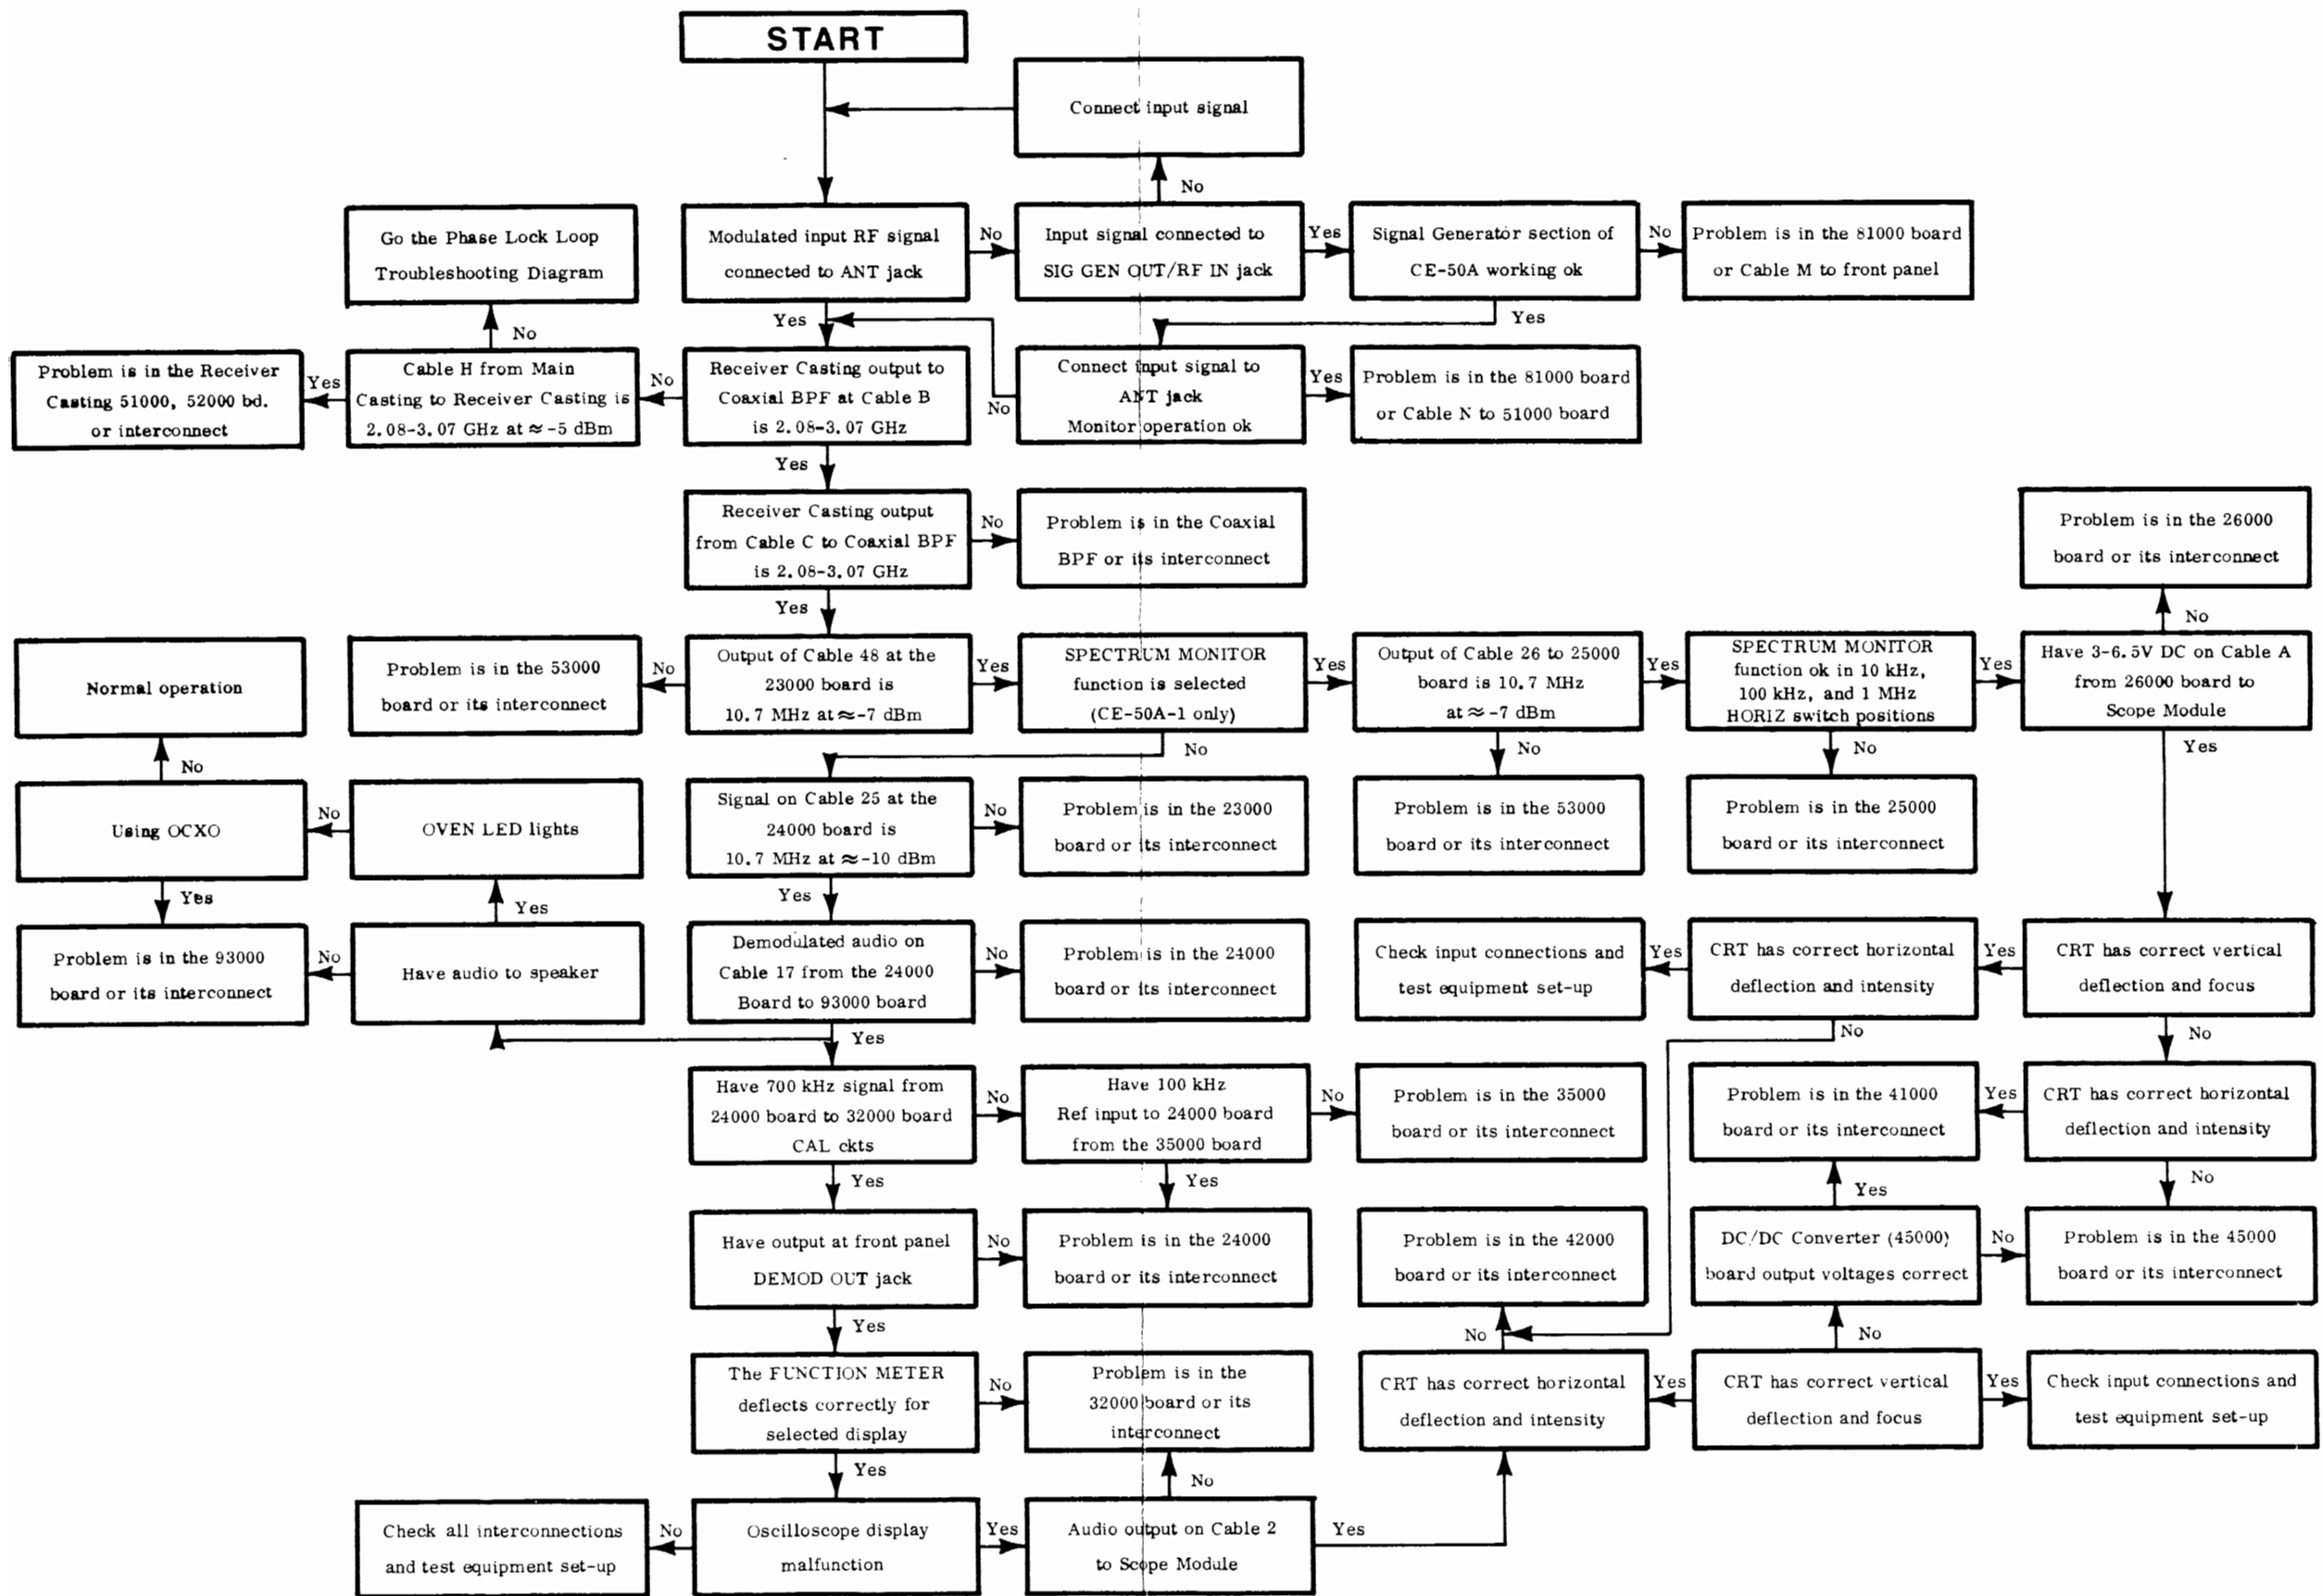 START
Connect input signal
No
Go the Phase Lock Loop
Troubleshooting Diagram
Modulated input RF signal
connected to ANT jack
No
Input signal connected to
SIG GEN OUT/RF IN jack
Yes
Signal Generator section of
CE-50A working ok
No
Problem is in the 81000 board
or Cable M to front panel
No
Yes
Yes
Problem is in the Receiver
Casting 51000, 52000 bd.
or interconnect
Yes
Cable H from Main
Casting to Receiver Casting is
2.08-3.07 GHz at ≈ -5 dBm
No
Receiver Casting output to
Coaxial BPF at Cable B
is 2.08-3.07 GHz
No
Connect input signal to
ANT jack
Monitor operation ok
Yes
Problem is in the 81000 board
or Cable N to 51000 board
Yes
Receiver Casting output
from Cable C to Coaxial BPF
is 2.08-3.07 GHz
No
Problem is in the Coaxial
BPF or its interconnect
Problem is in the 26000
board or its interconnect
Yes
No
Normal operation
Problem is in the 53000
board or its interconnect
No
Output of Cable 48 at the
23000 board is
10.7 MHz at ≈ -7 dBm
Yes
SPECTRUM MONITOR
function is selected
(CE-50A-1 only)
Yes
Output of Cable 26 to 25000
board is 10.7 MHz
at ≈ -7 dBm
Yes
SPECTRUM MONITOR
function ok in 10 kHz,
100 kHz, and 1 MHz
HORIZ switch positions
Yes
Have 3-6.5V DC on Cable A
from 26000 board to
Scope Module
No
No
No
No
Yes
Using OCXO
No
OVEN LED lights
Signal on Cable 25 at the
24000 board is
10.7 MHz at ≈ -10 dBm
No
Problem is in the 23000
board or its interconnect
Problem is in the 53000
board or its interconnect
Problem is in the 25000
board or its interconnect
Yes
Yes
Yes
Problem is in the 93000
board or its interconnect
No
Have audio to speaker
Demodulated audio on
Cable 17 from the 24000
Board to 93000 board
No
Problem is in the 24000
board or its interconnect
Check input connections and
test equipment set-up
Yes
CRT has correct horizontal
deflection and intensity
Yes
CRT has correct vertical
deflection and focus
Yes
No
No
Have 700 kHz signal from
24000 board to 32000 board
CAL ckts
No
Have 100 kHz
Ref input to 24000 board
from the 35000 board
No
Problem is in the 35000
board or its interconnect
Problem is in the 41000
board or its interconnect
Yes
CRT has correct horizontal
deflection and intensity
Yes
Yes
Yes
No
Have output at front panel
DEMOD OUT jack
No
Problem is in the 24000
board or its interconnect
Problem is in the 42000
board or its interconnect
DC/DC Converter (45000)
board output voltages correct
No
Problem is in the 45000
board or its interconnect
Yes
No
No
The FUNCTION METER
deflects correctly for
selected display
No
Problem is in the
32000 board or its
interconnect
CRT has correct horizontal
deflection and intensity
Yes
CRT has correct vertical
deflection and focus
Yes
Check input connections and
test equipment set-up
Yes
No
Check all interconnections
and test equipment set-up
No
Oscilloscope display
malfunction
Yes
Audio output on Cable 2
to Scope Module
Yes